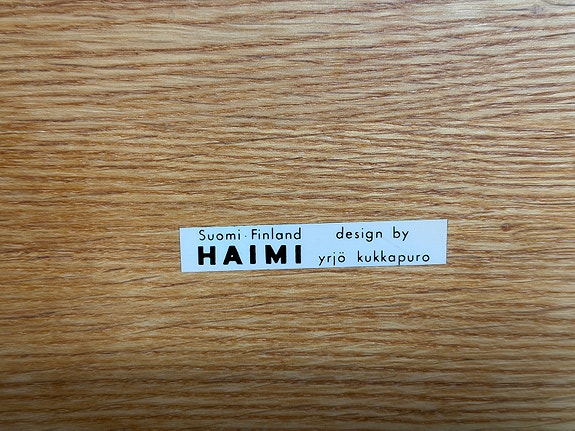 Suomi · Finland
HAIMI
design by
yrjö kukkapuro